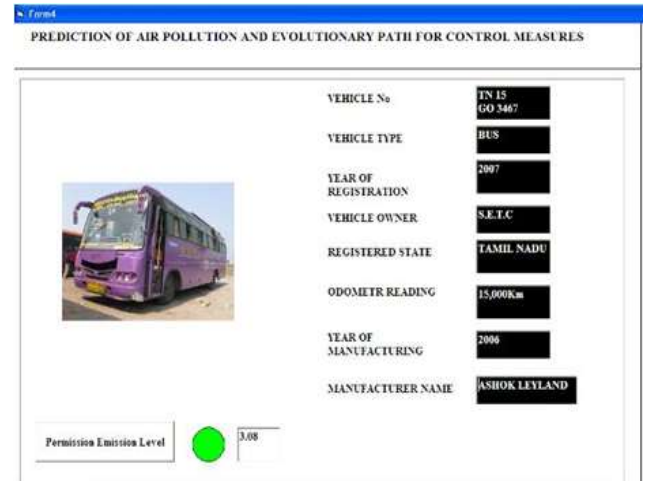 Form4
PREDICTION OF AIR POLLUTION AND EVOLUTIONARY PATH FOR CONTROL MEASURES
VEHICLE No
TN 15
GO 3467
VEHICLE TYPE
BUS
YEAR OF
REGISTRATION
2007
VEHICLE OWNER
S.E.T.C
REGISTERED STATE
TAMIL NADU
ODOMETR READING
15,000Km
YEAR OF
MANUFACTURING
2006
MANUFACTURER NAME
ASHOK LEYLAND
Permission Emission Level
3.08